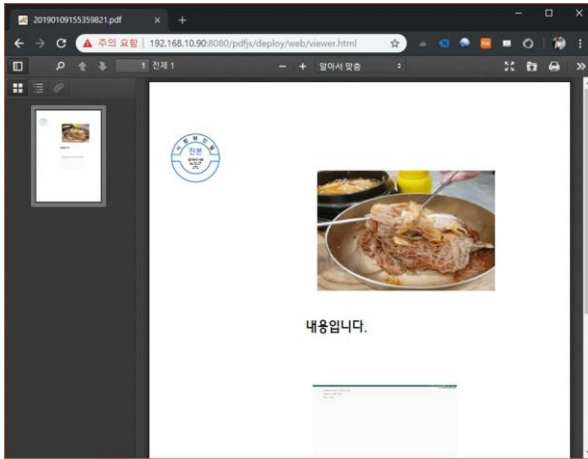 20190109155359821.pdf
주의 요함 192.168.10.90:8080/pdfjs/deploy/web/viewer.html
1 전체 1
알아서 맞춤
진본
내용입니다.